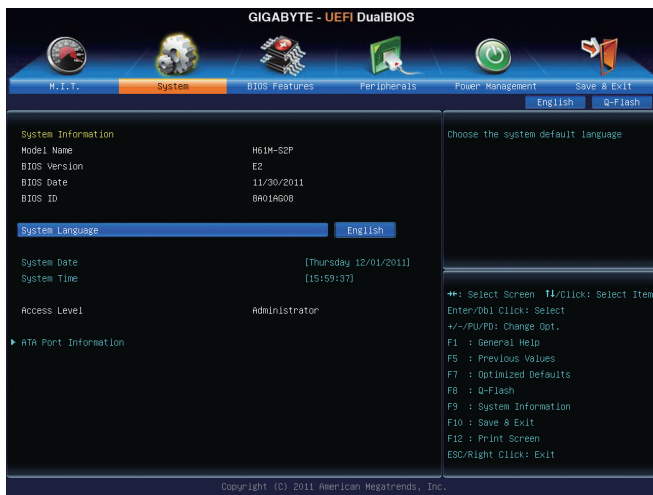 GIGABYTE - UEFI DualBIOS
M.I.T. System BIOS Features Peripherals Power Management Save & Exit
English Q-Flash
System Information
Model Name H61M-S2P
BIOS Version E2
BIOS Date 11/30/2011
BIOS ID 8A01AG08
System Language English
System Date [Thursday 12/01/2011]
System Time [15:59:37]
Access Level Administrator
ATA Port Information
Choose the system default language
→←: Select Screen ↑↓/Click: Select Item
Enter/Dbl Click: Select
+/-/PU/PD: Change Opt.
F1 : General Help
F5 : Previous Values
F7 : Optimized Defaults
F8 : Q-Flash
F9 : System Information
F10 : Save & Exit
F12 : Print Screen
ESC/Right Click: Exit
Copyright (C) 2011 American Megatrends, Inc.